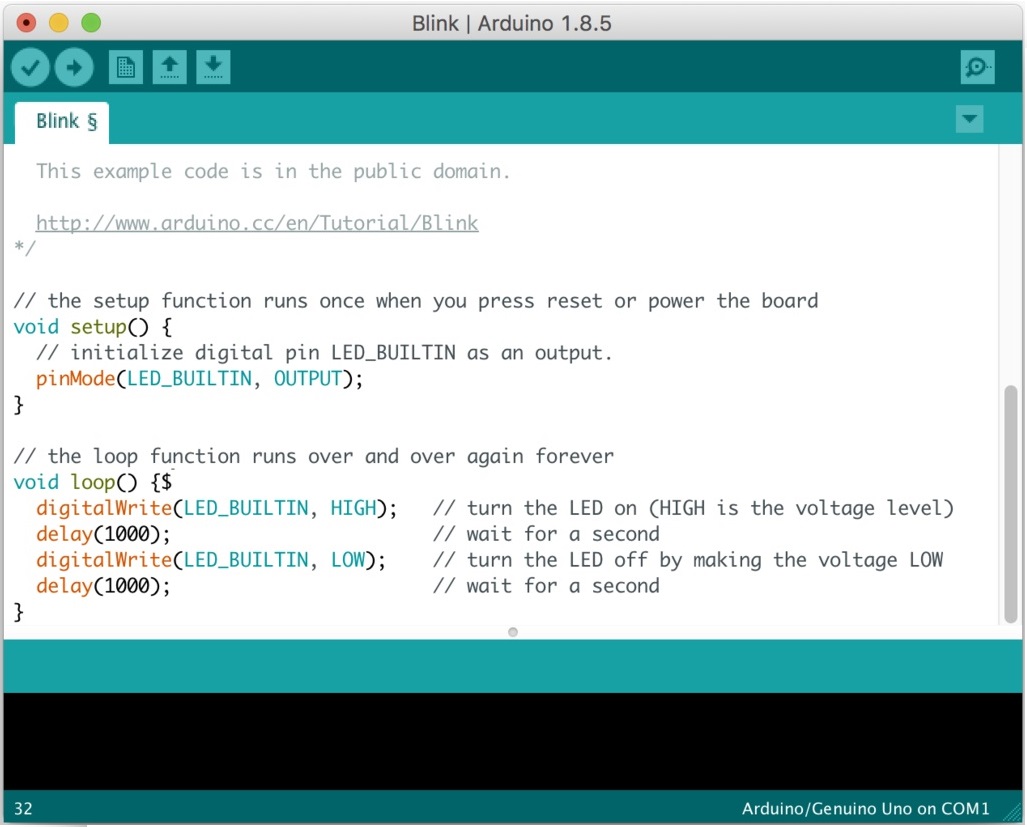 Blink | Arduino 1.8.5
Blink §
This example code is in the public domain.
http://www.arduino.cc/en/Tutorial/Blink
*/
// the setup function runs once when you press reset or power the board
void setup() {
  // initialize digital pin LED_BUILTIN as an output.
  pinMode(LED_BUILTIN, OUTPUT);
}
// the loop function runs over and over again forever
void loop() {$
  digitalWrite(LED_BUILTIN, HIGH);   // turn the LED on (HIGH is the voltage level)
  delay(1000);                       // wait for a second
  digitalWrite(LED_BUILTIN, LOW);    // turn the LED off by making the voltage LOW
  delay(1000);                       // wait for a second
}
32 Arduino/Genuino Uno on COM1